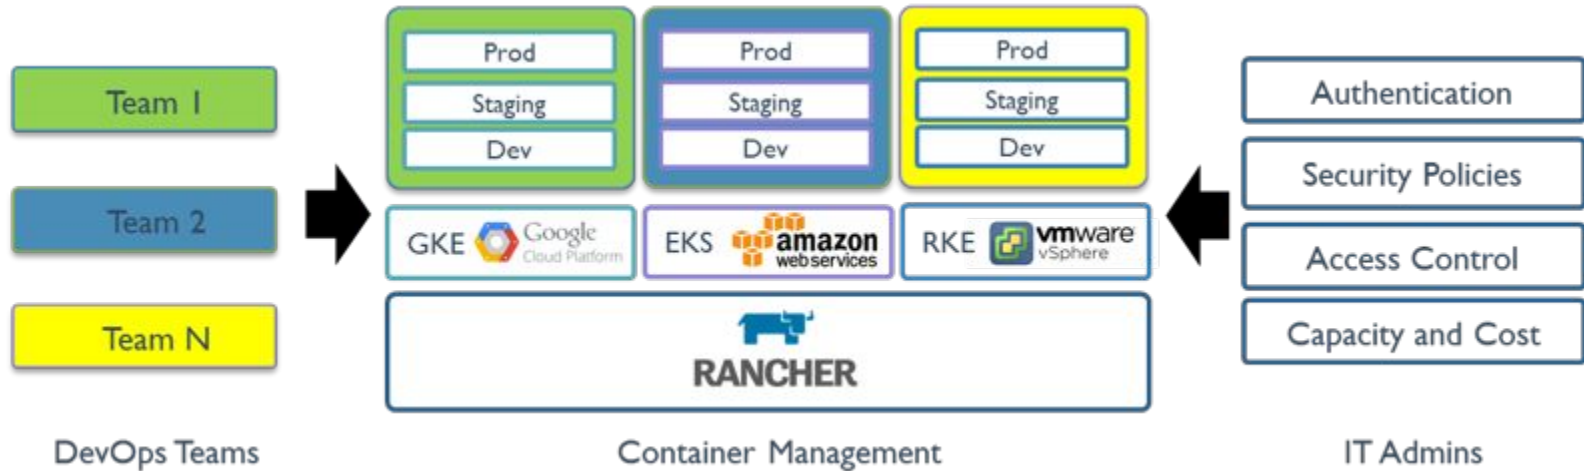 Team 1
Team 2
Team N
DevOps Teams
Prod
Staging
Dev
Prod
Staging
Dev
Prod
Staging
Dev
GKE Google Cloud Platform
EKS amazon webservices
RKE vmware vSphere
RANCHER
Container Management
Authentication
Security Policies
Access Control
Capacity and Cost
IT Admins